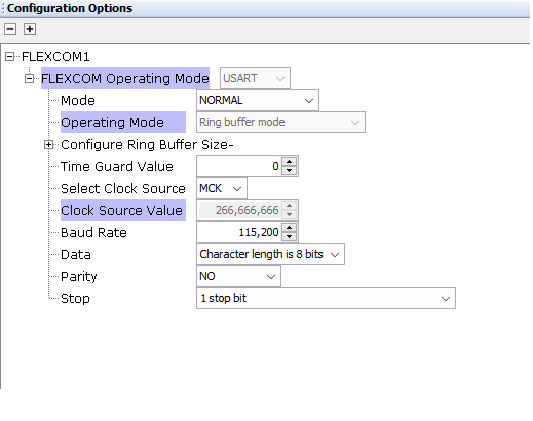 Configuration Options
FLEXCOM1
FLEXCOM Operating Mode USART
Mode NORMAL
Operating Mode Ring buffer mode
Configure Ring Buffer Size-
Time Guard Value 0
Select Clock Source MCK
Clock Source Value 266,666,666
Baud Rate 115,200
Data Character length is 8 bits
Parity NO
Stop 1 stop bit